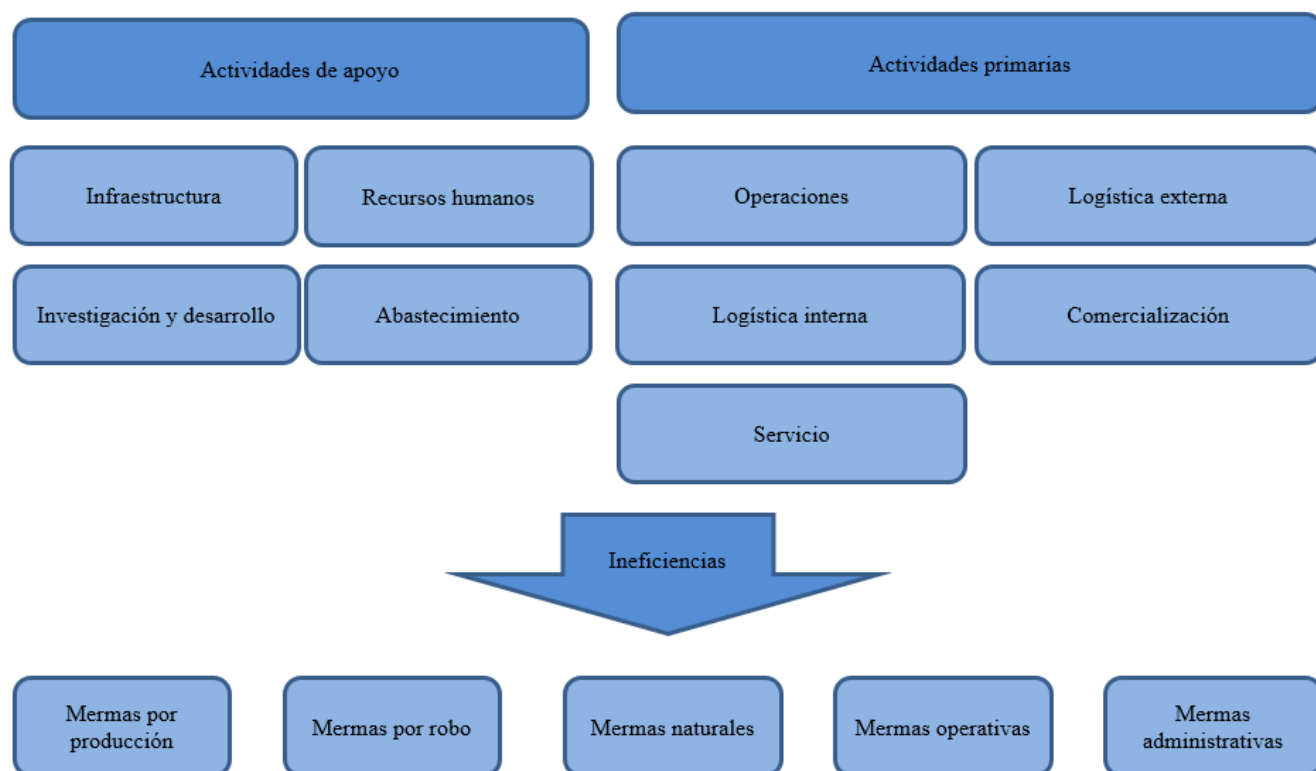 Actividades de apoyo
Actividades primarias
Infraestructura
Recursos humanos
Operaciones
Logística externa
Investigación y desarrollo
Abastecimiento
Logística interna
Comercialización
Servicio
Ineficiencias
Mermas por
producción
Mermas por robo
Mermas naturales
Mermas operativas
Mermas
administrativas